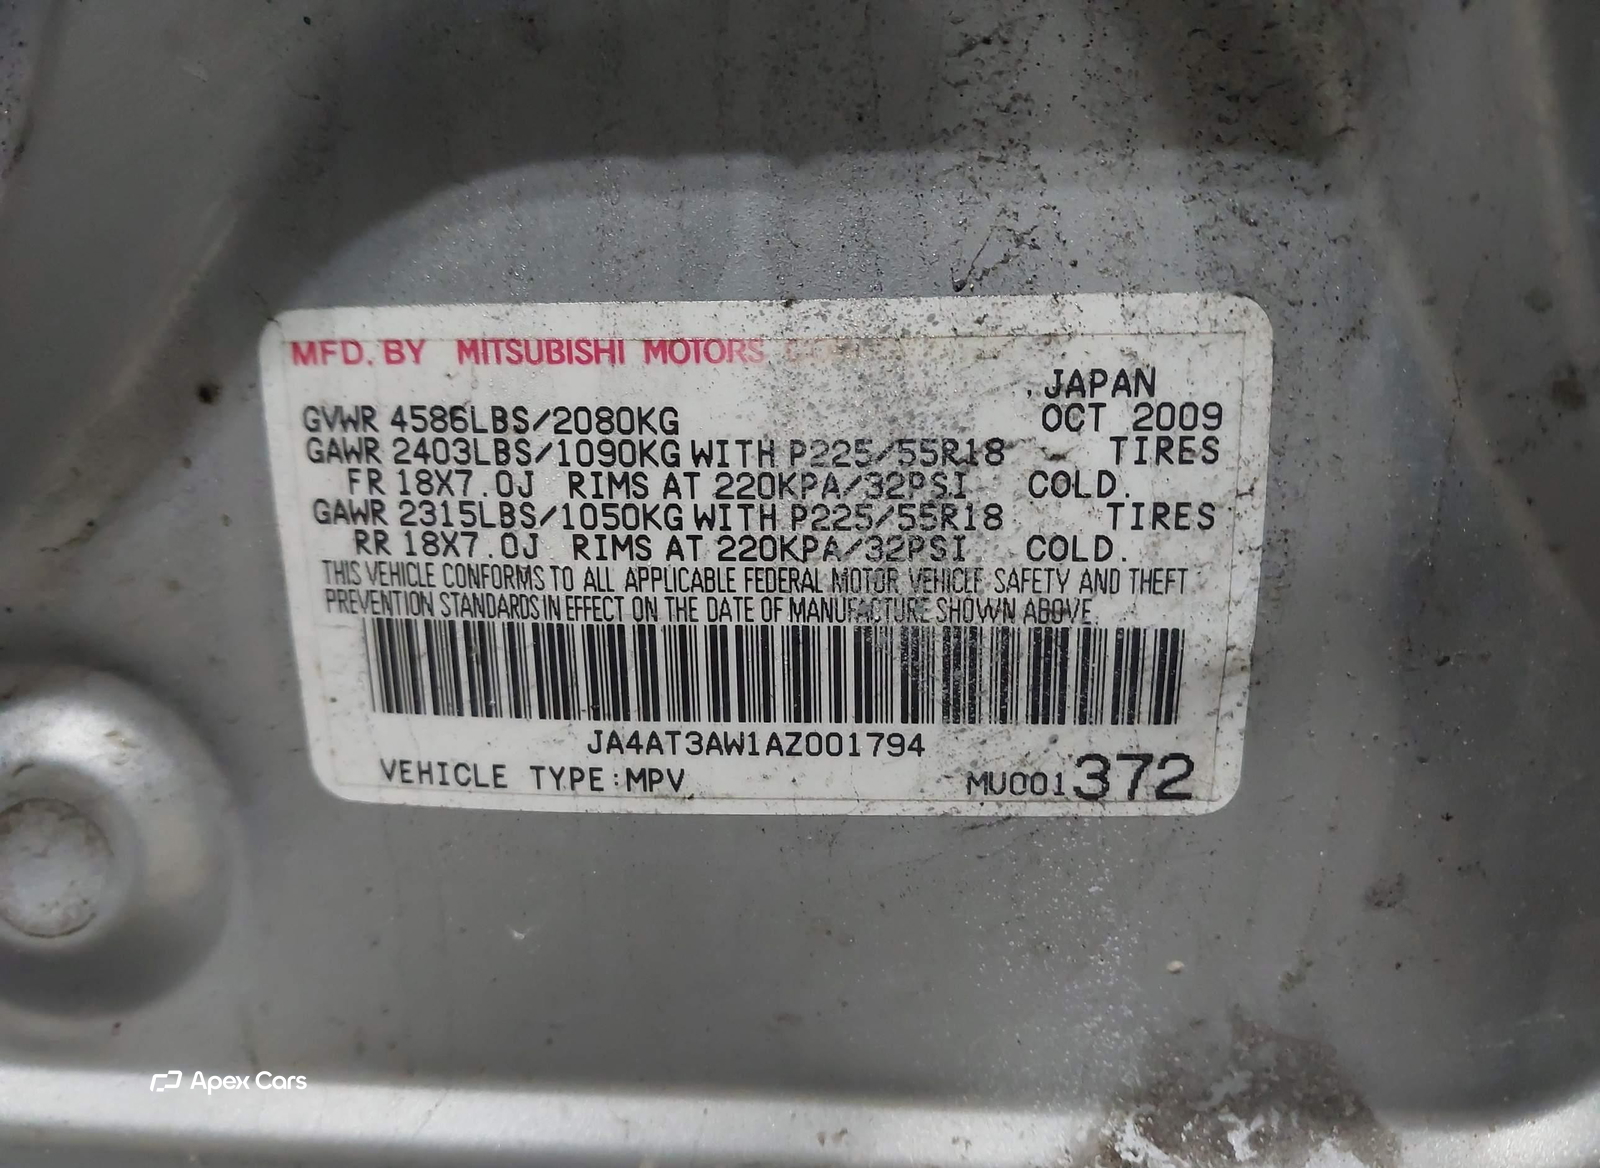 MFD. BY MITSUBISHI MOTORS
JAPAN
GVWR 4586LBS/2080KG OCT 2009
GAWR 2403LBS/1090KG WITH P225/55R18 TIRES
FR 18X7.0J RIMS AT 220KPA/32PSI COLD.
GAWR 2315LBS/1050KG WITH P225/55R18 TIRES
RR 18X7.0J RIMS AT 220KPA/32PSI COLD.
THIS VEHICLE CONFORMS TO ALL APPLICABLE FEDERAL MOTOR VEHICLE SAFETY AND THEFT
PREVENTION STANDARDS IN EFFECT ON THE DATE OF MANUFACTURE SHOWN ABOVE.
JA4AT3AW1AZ001794
VEHICLE TYPE:MPV MU001372
Apex Cars